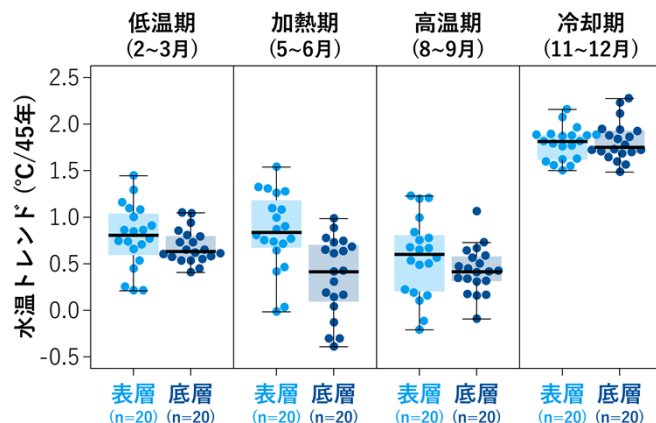 低温期
(2~3月)
加熱期
(5~6月)
高温期
(8~9月)
冷却期
(11~12月)
水温トレンド (℃/45年)
2.5
2.0
1.5
1.0
0.5
0.0
-0.5
表層
(n=20)
底層
(n=20)
表層
(n=20)
底層
(n=20)
表層
(n=20)
底層
(n=20)
表層
(n=20)
底層
(n=20)